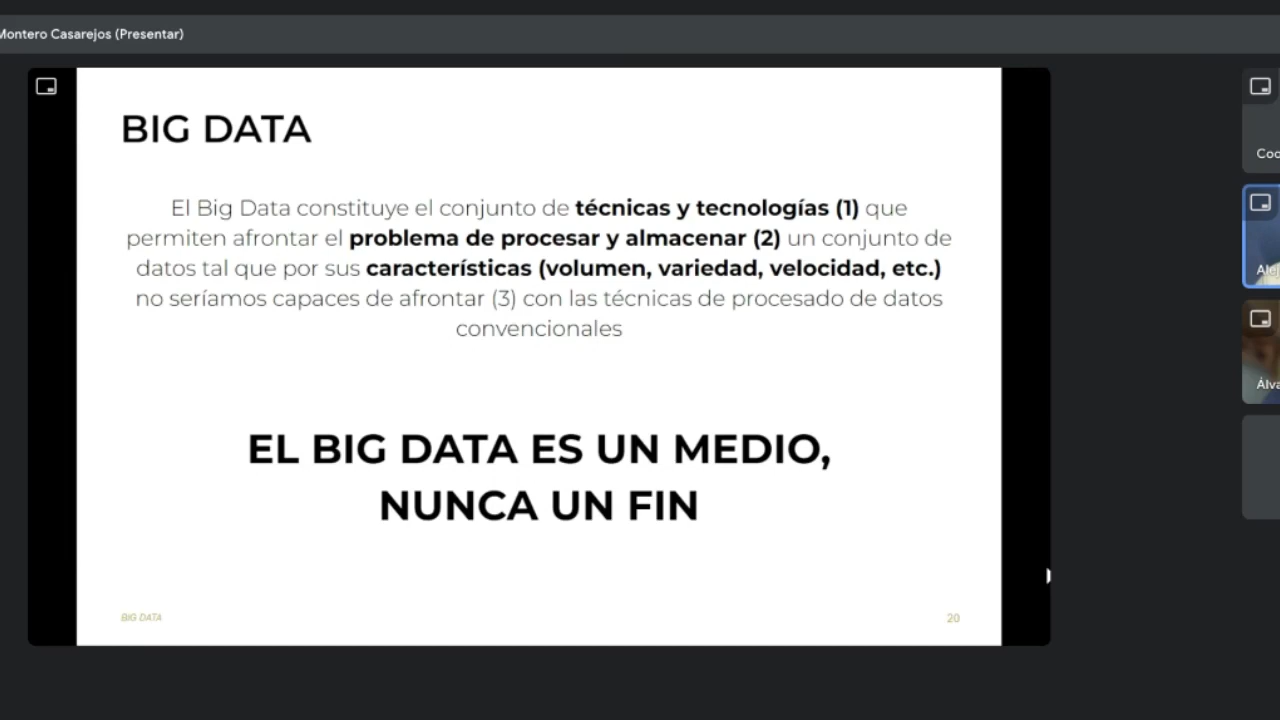 Montero Casarejos (Presentar)
BIG DATA
El Big Data constituye el conjunto de técnicas y tecnologías (1) que
permiten afrontar el problema de procesar y almacenar (2) un conjunto de
datos tal que por sus características (volumen, variedad, velocidad, etc.)
no seríamos capaces de afrontar (3) con las técnicas de procesado de datos
convencionales
EL BIG DATA ES UN MEDIO,
NUNCA UN FIN
BIG DATA
20